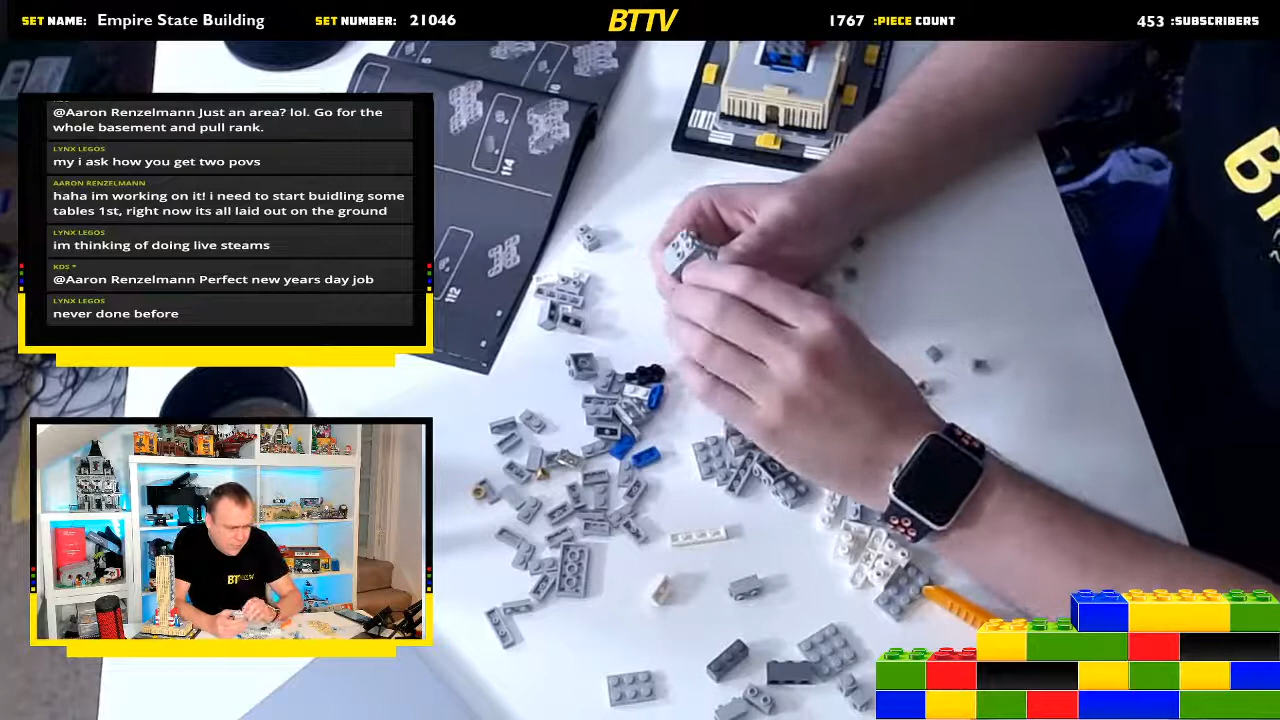 SET NAME: Empire State Building SET NUMBER: 21046 BTTV 1767 :PIECE COUNT 453 :SUBSCRIBERS
@Aaron Renzelmann Just an area? lol. Go for the
whole basement and pull rank.
LYNX LEGOS
my i ask how you get two povs
AARON RENZELMANN
haha im working on it! i need to start buidling some
tables 1st, right now its all laid out on the ground
LYNX LEGOS
im thinking of doing live steams
KDS
@Aaron Renzelmann Perfect new years day job
LYNX LEGOS
never done before
114
112